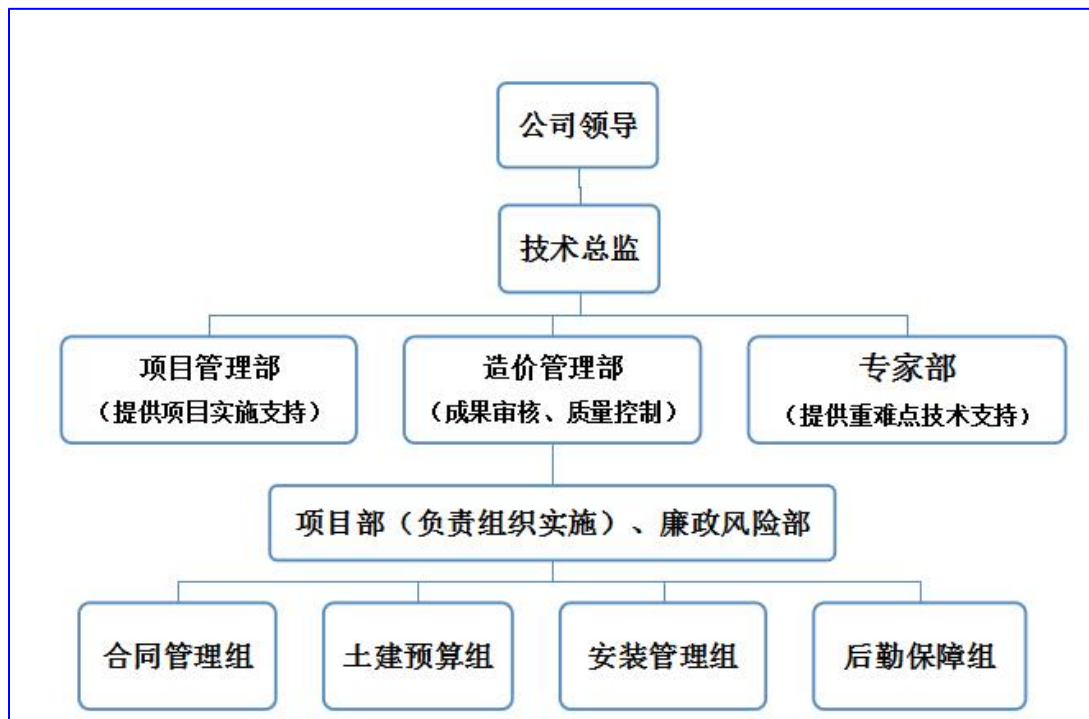 公司领导
技术总监
项目管理部
（提供项目实施支持）
造价管理部
（成果审核、质量控制）
专家部
（提供重难点技术支持）
项目部（负责组织实施）、廉政风险部
合同管理组
土建预算组
安装管理组
后勤保障组